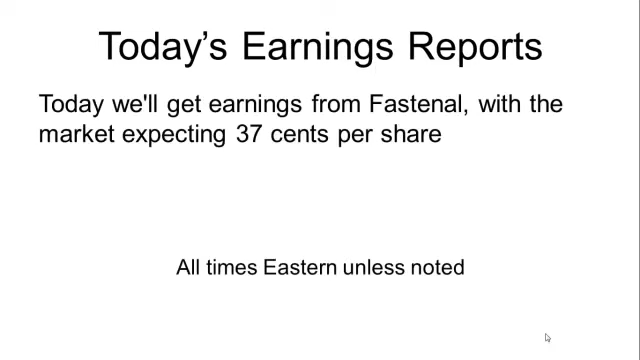 Today’s Earnings Reports
Today we'll get earnings from Fastenal, with the
market expecting 37 cents per share
All times Eastern unless noted